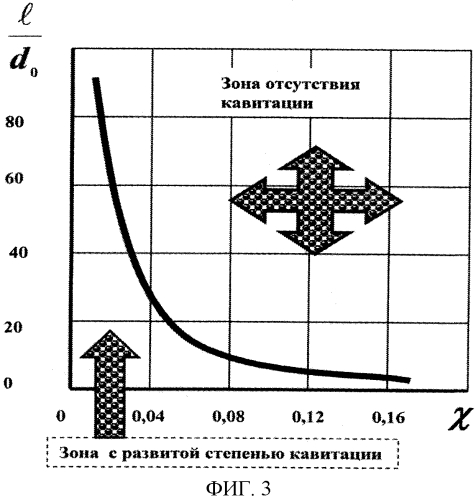 ℓ
d₀
Зона отсутствия
кавитации
80
60
40
20
0
0 0,04 0,08 0,12 0,16 χ
Зона с развитой степенью кавитации
ФИГ. 3